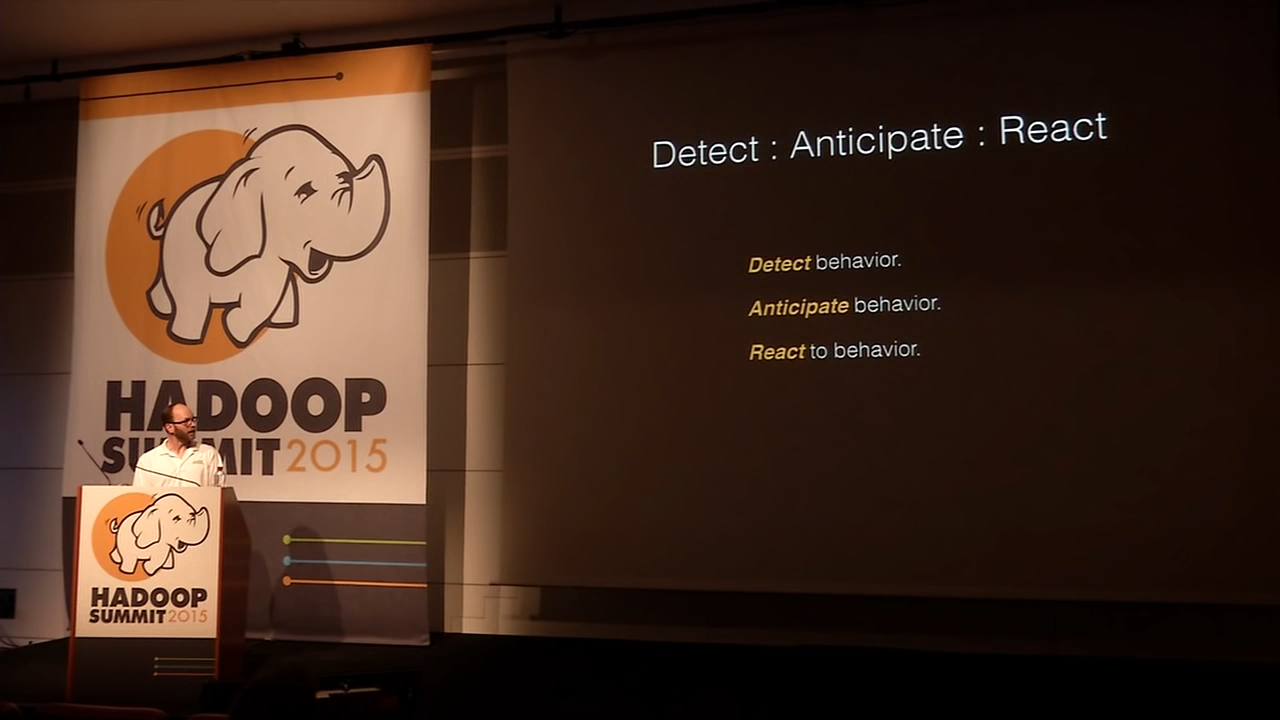 HADOOP
SUMMIT 2015
HADOOP
SUMMIT 2015
Detect : Anticipate : React
Detect behavior.
Anticipate behavior.
React to behavior.